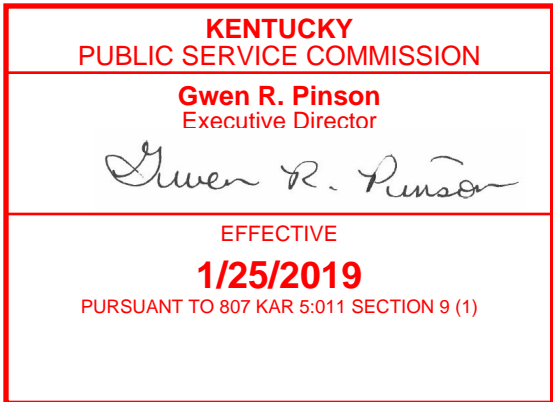 KENTUCKY
PUBLIC SERVICE COMMISSION
Gwen R. Pinson
Executive Director
Gwen R. Pinson
EFFECTIVE
1/25/2019
PURSUANT TO 807 KAR 5:011 SECTION 9 (1)